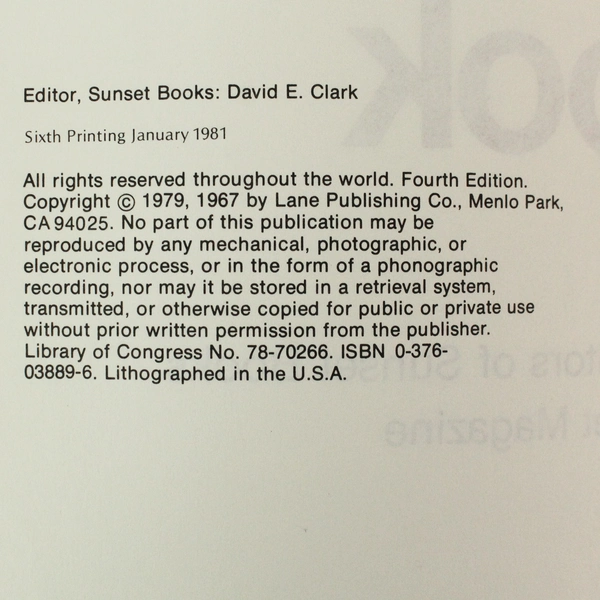 Editor, Sunset Books: David E. Clark
Sixth Printing January 1981
All rights reserved throughout the world. Fourth Edition.
Copyright © 1979, 1967 by Lane Publishing Co., Menlo Park,
CA 94025. No part of this publication may be
reproduced by any mechanical, photographic, or
electronic process, or in the form of a phonographic
recording, nor may it be stored in a retrieval system,
transmitted, or otherwise copied for public or private use
without prior written permission from the publisher.
Library of Congress No. 78-70266. ISBN 0-376-
03889-6. Lithographed in the U.S.A.